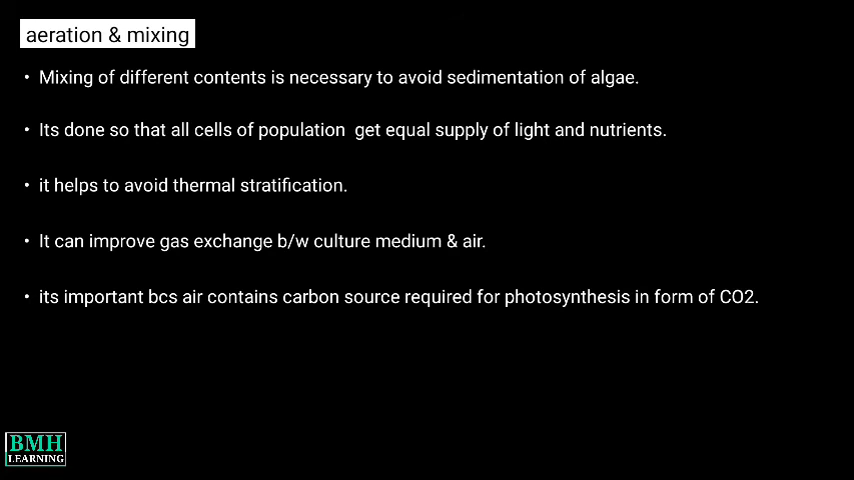 aeration & mixing
• Mixing of different contents is necessary to avoid sedimentation of algae.
• Its done so that all cells of population get equal supply of light and nutrients.
• it helps to avoid thermal stratification.
• It can improve gas exchange b/w culture medium & air.
• its important bcs air contains carbon source required for photosynthesis in form of CO2.
BMH
LEARNING